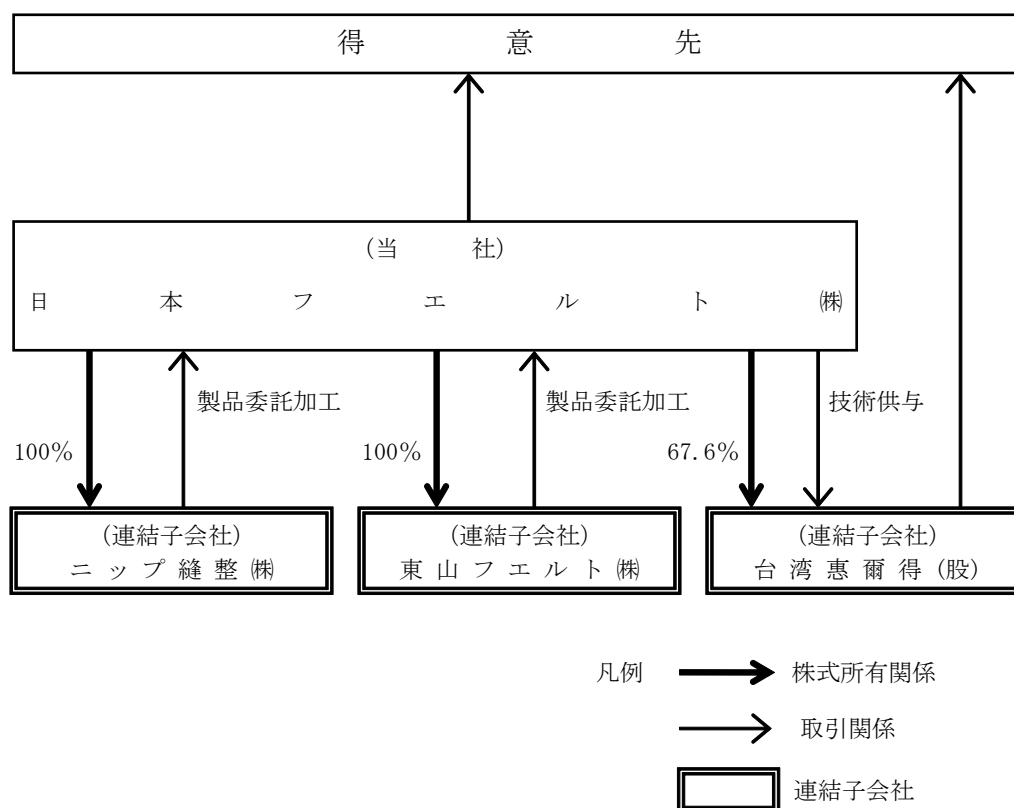 得意先
(当社)
日本フエルト㈱
製品委託加工
製品委託加工
技術供与
100%
100%
67.6%
(連結子会社)
ニップ縫整㈱
(連結子会社)
東山フエルト㈱
(連結子会社)
台湾惠爾得(股)
凡例
株式所有関係
取引関係
連結子会社